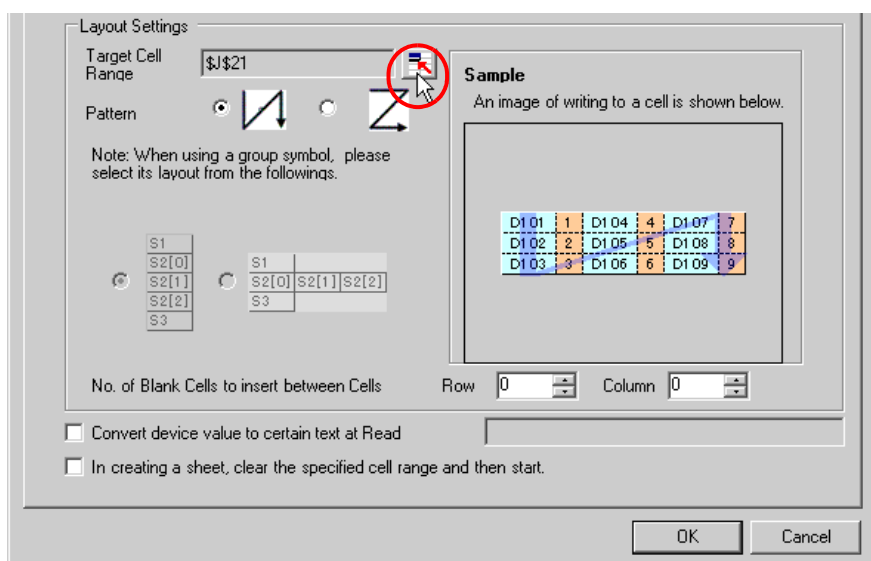 Layout Settings
Target Cell
Range
$J$21
Pattern
Note: When using a group symbol, please
select its layout from the followings.
S1
S2[0]
S2[1]
S2[2]
S3
S1
S2[0] S2[1] S2[2]
S3
Sample
An image of writing to a cell is shown below.
D101 1 D104 4 D107 7
D102 2 D105 5 D108 8
D103 3 D106 6 D109 9
No. of Blank Cells to insert between Cells Row 0 Column 0
Convert device value to certain text at Read
In creating a sheet, clear the specified cell range and then start.
OK Cancel